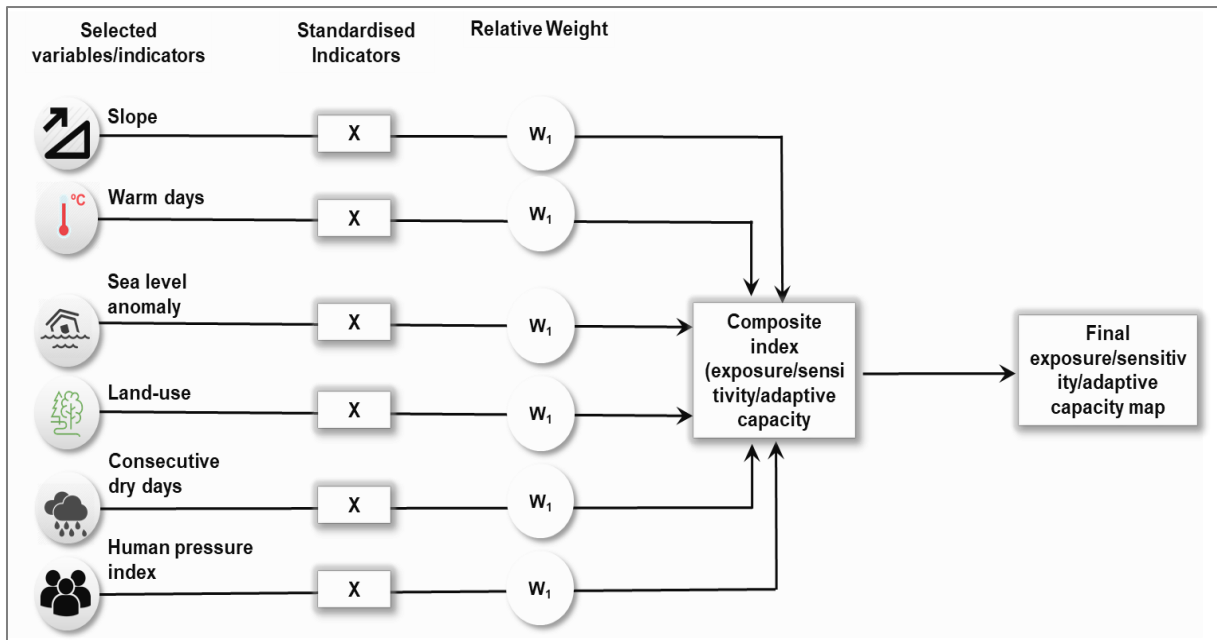 Selected
variables/indicators
Standardised
Indicators
Relative Weight
Slope
X
W₁
Warm days
ºC
X
W₁
Sea level
anomaly
X
W₁
Land-use
X
W₁
Consecutive
dry days
X
W₁
Human pressure
index
X
W₁
Composite
index
(exposure/sensi
tivity/adaptive
capacity
Final
exposure/sensitiv
ity/adaptive
capacity map